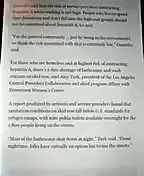 Gunzenhauser said that the risk of serious
Hepatitis A while working is not high. People who live or spend
time downtown and don't fall into the high-risk groups should
not be concerned about hepatitis A, he said.
"For the general community ... just by being in the environment,
we think the risk associated with that is extremely low," Gunzenhauser
said.
For those who are homeless and at highest risk of contracting
hepatitis A, there's a dire shortage of bathrooms and wash
stations on skid row, said Amy Turk, president of the Los Angeles
Central Providers Collaborative and chief program officer with
Downtown Women's Center.
A report produced by activists and service providers found that
sanitation conditions on skid row fall below U.S. standards for
refugee camps, with nine public toilets available overnight for the
1,800 people living on the streets.
"Most of the bathrooms shut down at night," Turk said. "Come
nighttime, folks have virtually no option but to use the streets."